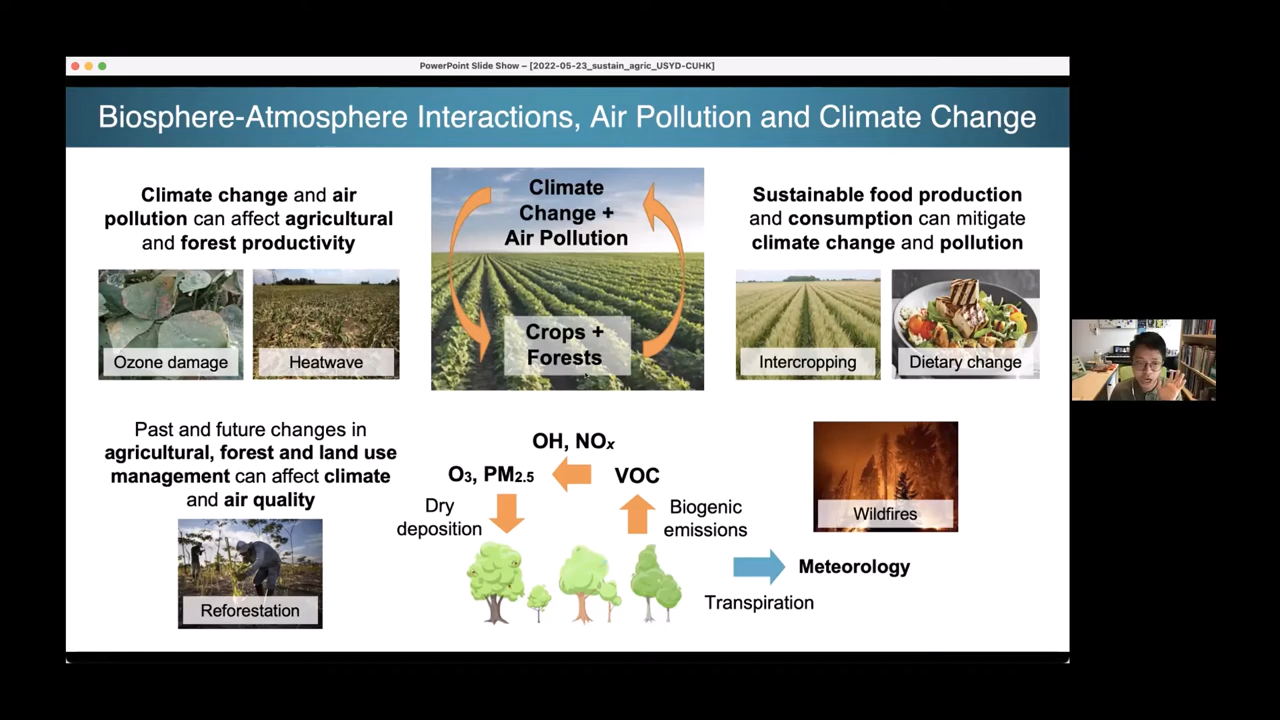 PowerPoint Slide Show – [2022-05-23_sustain_agric_USYD-CUHK]
Biosphere-Atmosphere Interactions, Air Pollution and Climate Change
Climate change and air
pollution can affect agricultural
and forest productivity
Ozone damage
Heatwave
Climate
Change +
Air Pollution
Crops +
Forests
Sustainable food production
and consumption can mitigate
climate change and pollution
Intercropping
Dietary change
Past and future changes in
agricultural, forest and land use
management can affect climate
and air quality
Reforestation
OH, NOx
O3, PM2.5
VOC
Dry
deposition
Biogenic
emissions
Wildfires
Meteorology
Transpiration